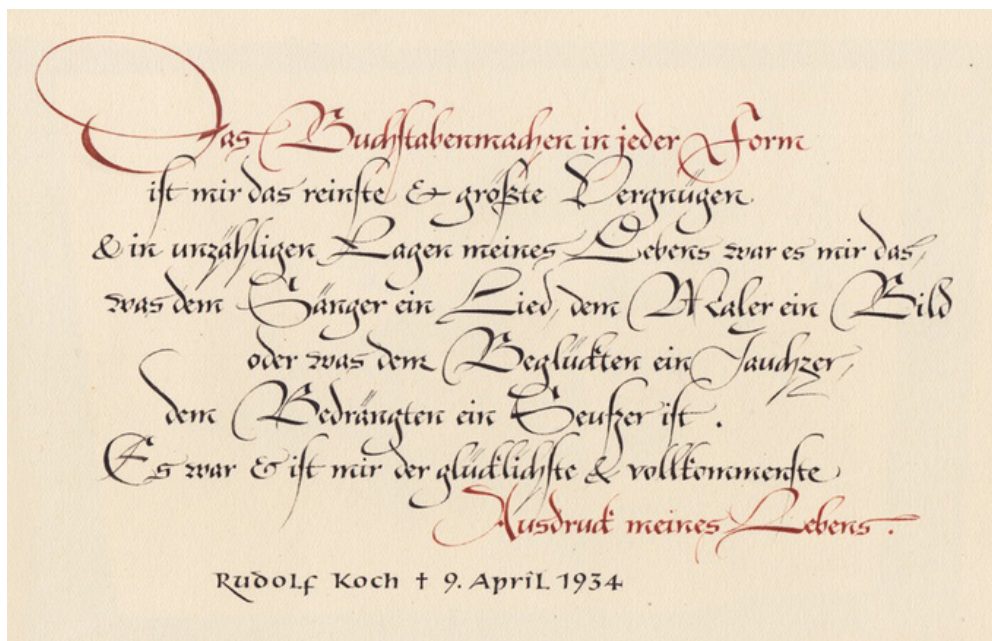 Das Buchstabenmachen in jeder Form
ist mir das reinste & größte Vergnügen
& in unzähligen Lagen meines Lebens war es mir das,
was dem Sänger ein Lied, dem Maler ein Bild
oder was dem Beglückten ein Jauchzer,
dem Bedrängten ein Seufzer ist.
Es war & ist mir der glücklichste & vollkommenste
Ausdruck meines Lebens.
Rudolf Koch † 9. April 1934